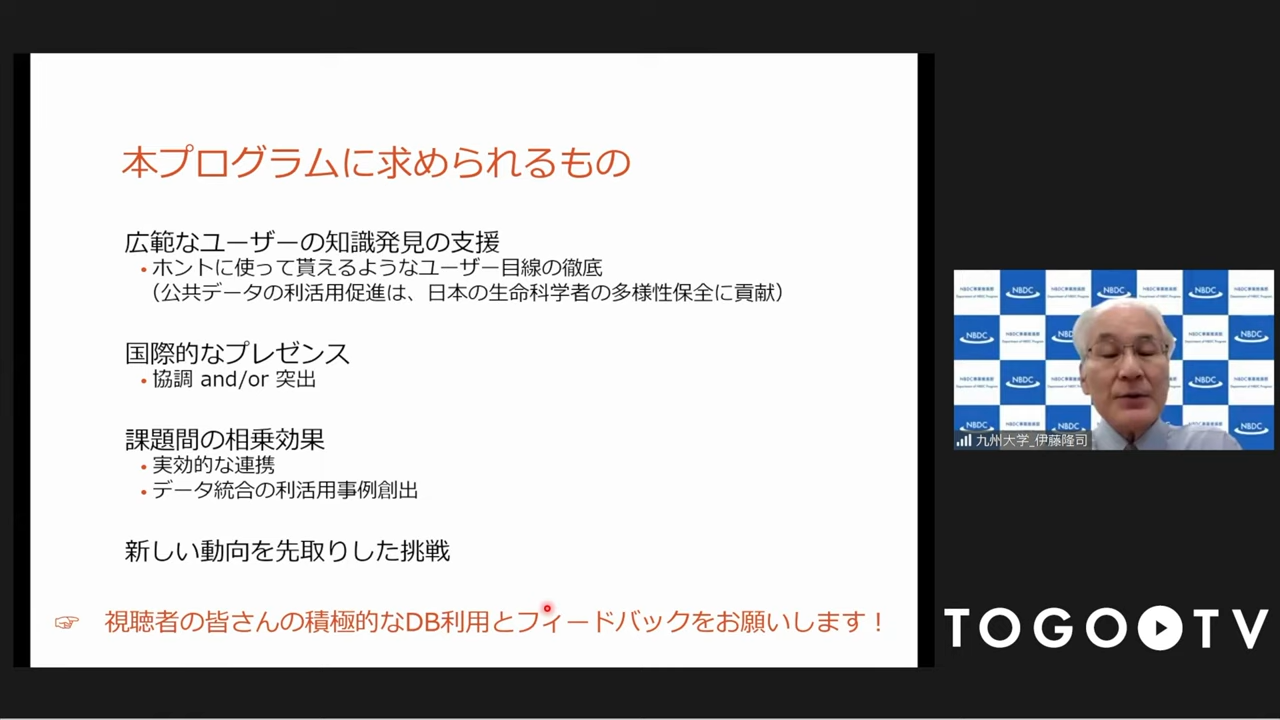 本プログラムに求められるもの
広範なユーザーの知識発見の支援
・ホントに使って貰えるようなユーザー目線の徹底
（公共データの利活用促進は、日本の生命科学者の多様性保全に貢献）
国際的なプレゼンス
・協調 and/or 突出
課題間の相乗効果
・実効的な連携
・データ統合の利活用事例創出
新しい動向を先取りした挑戦
☞ 視聴者の皆さんの積極的なDB利用とフィードバックをお願いします！
NBDC
NBDC
NBDC
NBDC
NBDC
NBDC
NBDC
NBDC
NBDC
九州大学_伊藤隆司
TOGO TV